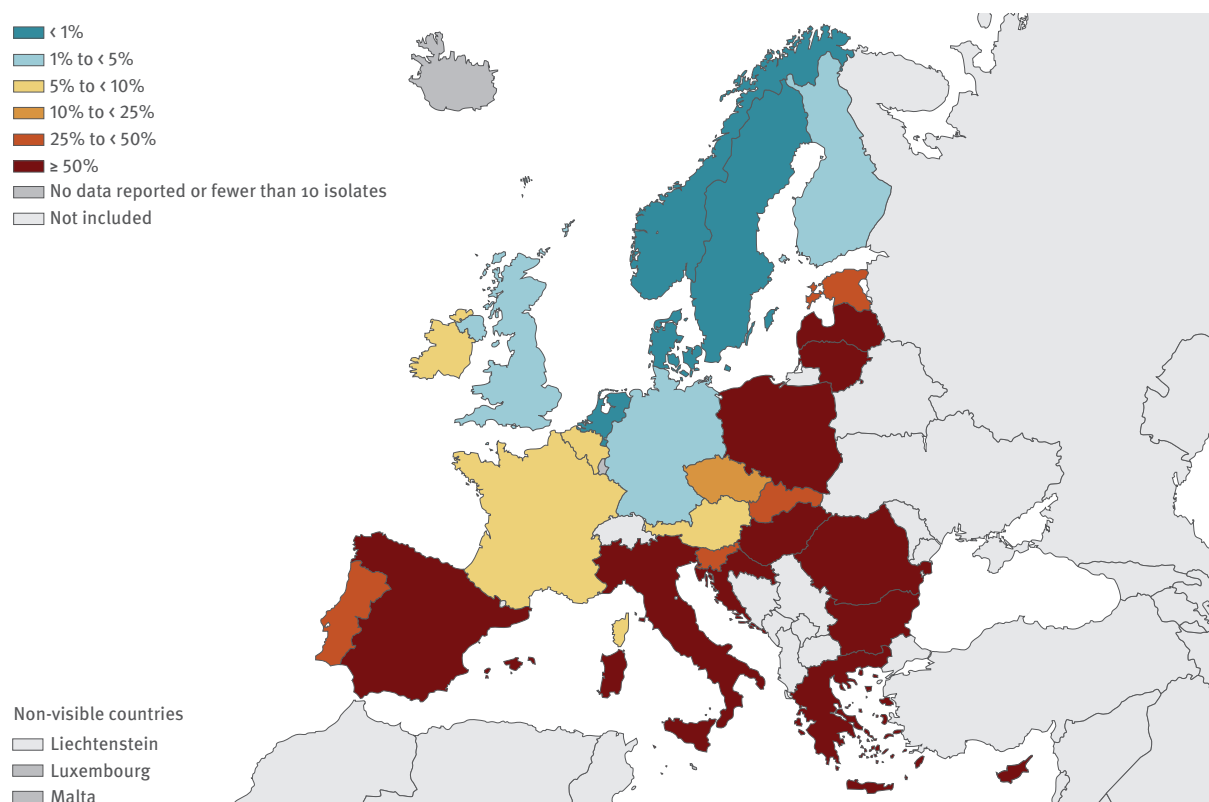 < 1%
1% to < 5%
5% to < 10%
10% to < 25%
25% to < 50%
≥ 50%
No data reported or fewer than 10 isolates
Not included
Non-visible countries
Liechtenstein
Luxembourg
Malta